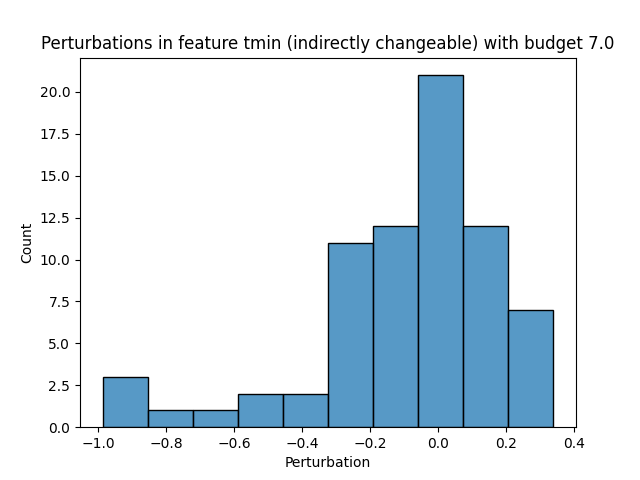 Perturbations in feature tmin (indirectly changeable) with budget 7.0
20.0
17.5
15.0
12.5
10.0
7.5
5.0
2.5
0.0
Count
−1.0 −0.8 −0.6 −0.4 −0.2 0.0 0.2 0.4
Perturbation